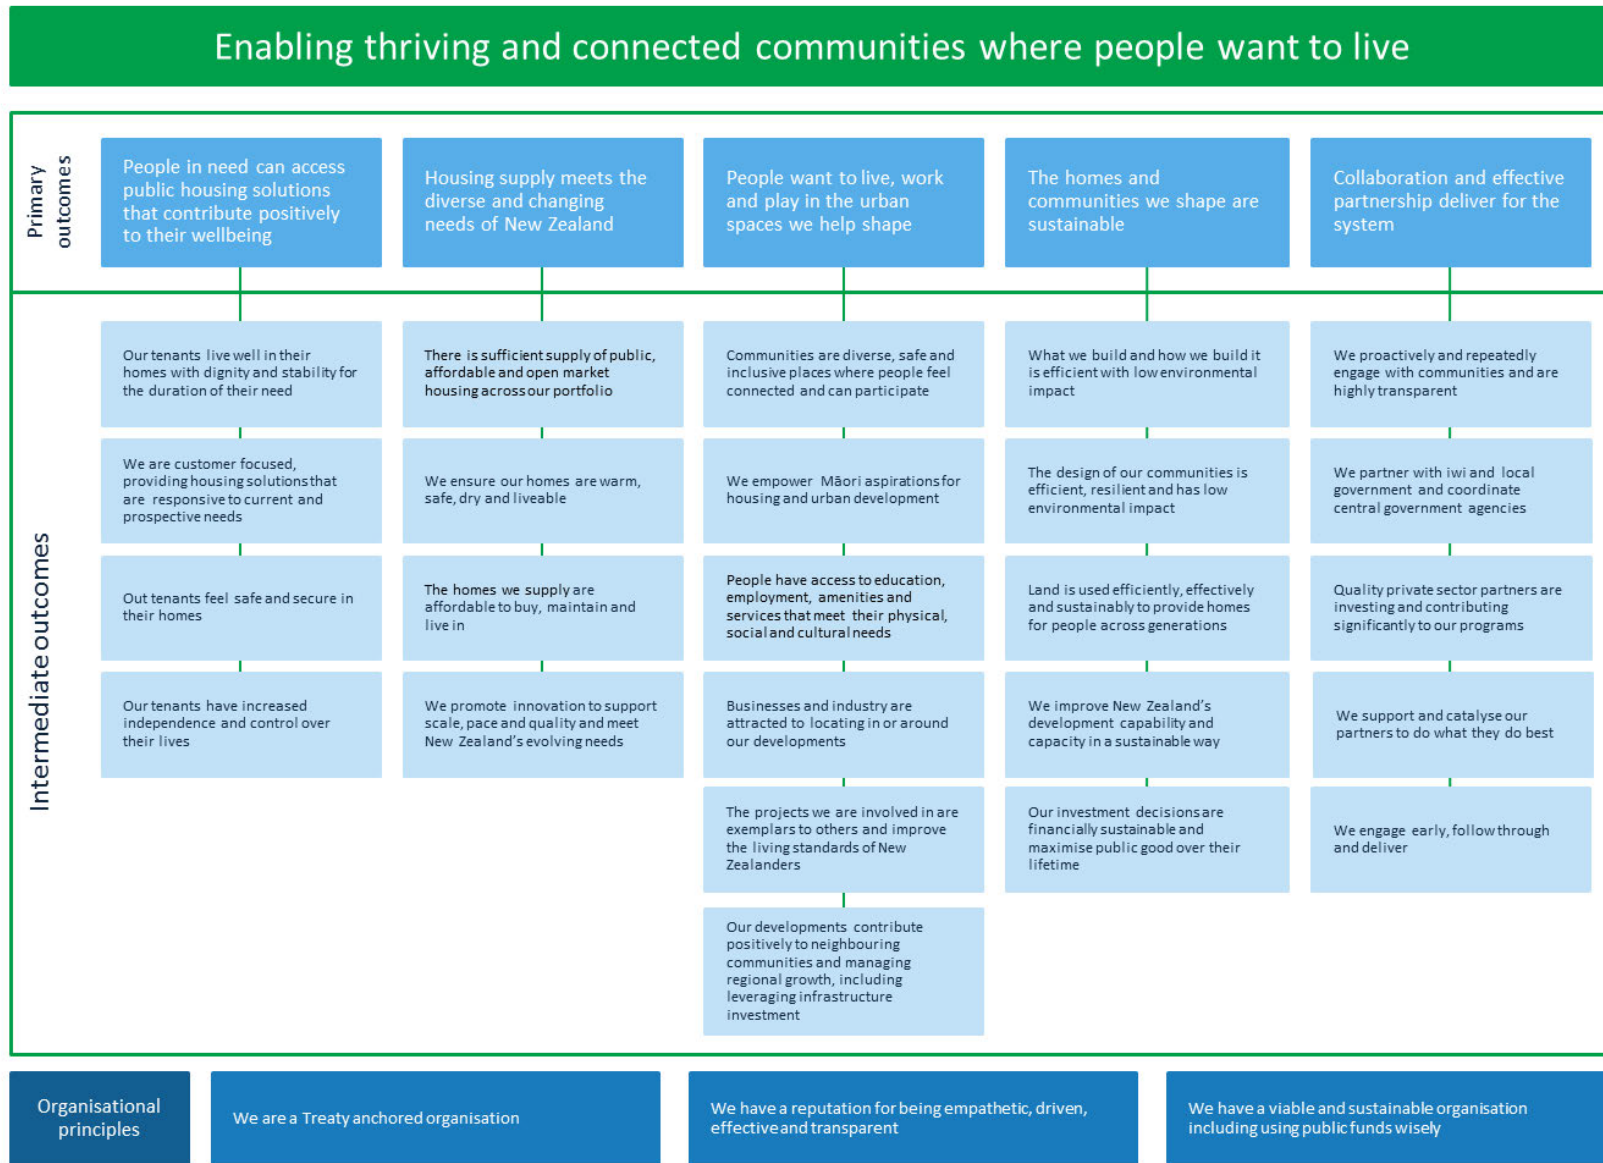 Enabling thriving and connected communities where people want to live
Primary
outcomes
People in need can access
public housing solutions
that contribute positively
to their wellbeing
Housing supply meets the
diverse and changing
needs of New Zealand
People want to live, work
and play in the urban
spaces we help shape
The homes and
communities we shape are
sustainable
Collaboration and effective
partnership deliver for the
system
Intermediate outcomes
Our tenants live well in their
homes with dignity and stability for
the duration of their need
We are customer focused,
providing housing solutions that
are responsive to current and
prospective needs
Out tenants feel safe and secure in
their homes
Our tenants have increased
independence and control over
their lives
There is sufficient supply of public,
affordable and open market
housing across our portfolio
We ensure our homes are warm,
safe, dry and liveable
The homes we supply are
affordable to buy, maintain and
live in
We promote innovation to support
scale, pace and quality and meet
New Zealand's evolving needs
Communities are diverse, safe and
inclusive places where people feel
connected and can participate
We empower Māori aspirations for
housing and urban development
People have access to education,
employment, amenities and
services that meet their physical,
social and cultural needs
Businesses and industry are
attracted to locating in or around
our developments
The projects we are involved in are
exemplars to others and improve
the living standards of New
Zealanders
Our developments contribute
positively to neighbouring
communities and managing
regional growth, including
leveraging infrastructure
investment
What we build and how we build it
is efficient with low environmental
impact
The design of our communities is
efficient, resilient and has low
environmental impact
Land is used efficiently, effectively
and sustainably to provide homes
for people across generations
We improve New Zealand's
development capability and
capacity in a sustainable way
Our investment decisions are
financially sustainable and
maximise public good over their
lifetime
We proactively and repeatedly
engage with communities and are
highly transparent
We partner with iwi and local
government and coordinate
central government agencies
Quality private sector partners are
investing and contributing
significantly to our programs
We support and catalyse our
partners to do what they do best
We engage early, follow through
and deliver
Organisational
principles
We are a Treaty anchored organisation
We have a reputation for being empathetic, driven,
effective and transparent
We have a viable and sustainable organisation
including using public funds wisely